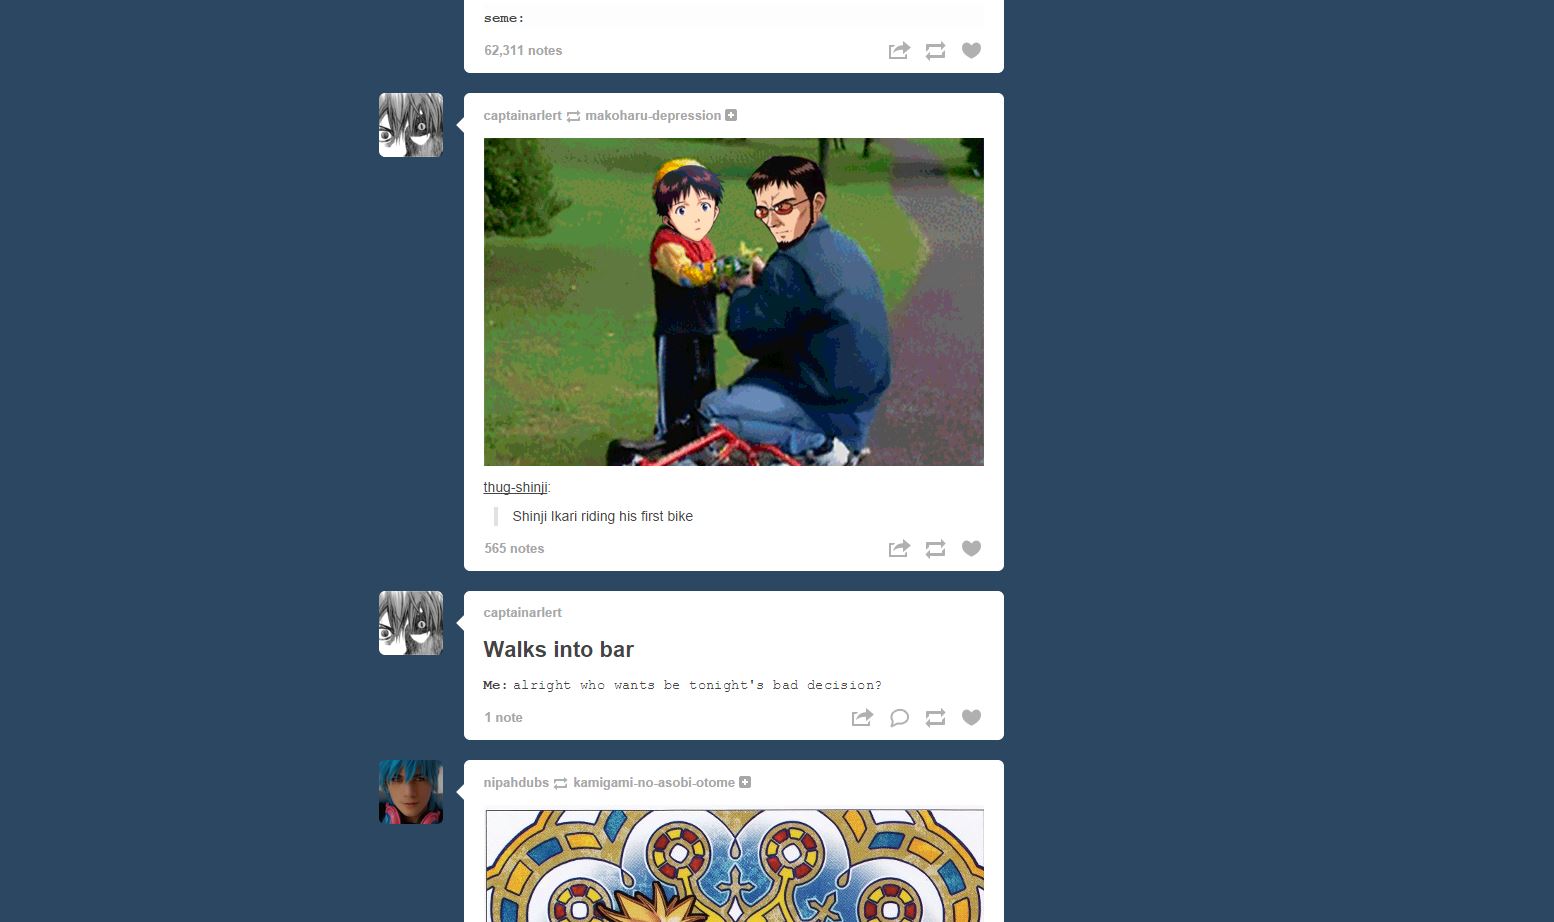 seme:
62,311 notes
captainarlert makoharu-depression
thug-shinji:
Shinji Ikari riding his first bike
565 notes
captainarlert
Walks into bar
Me: alright who wants be tonight's bad decision?
1 note
nipahdubs kamigami-no-asobi-otome